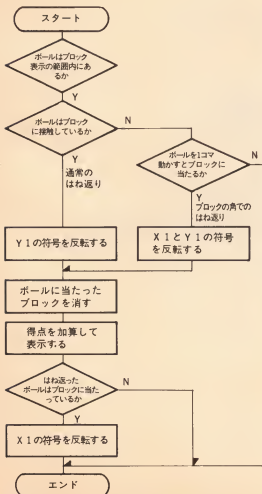 スタート
ボールはブロック
表示の範囲内にあ
るか
Y
ボールはブロック
に接触しているか
N
Y
通常の
はね返り
ボールを1コマ
動かすとブロックに
当たるか
N
Y
ブロックの角での
はね返り
Y1の符号を反転する
X1とY1の符号
を反転する
ボールに当たった
ブロックを消す
得点を加算して
表示する
はね返った
ボールはブロックに当た
っているか
N
Y
X1の符号を反転する
エンド